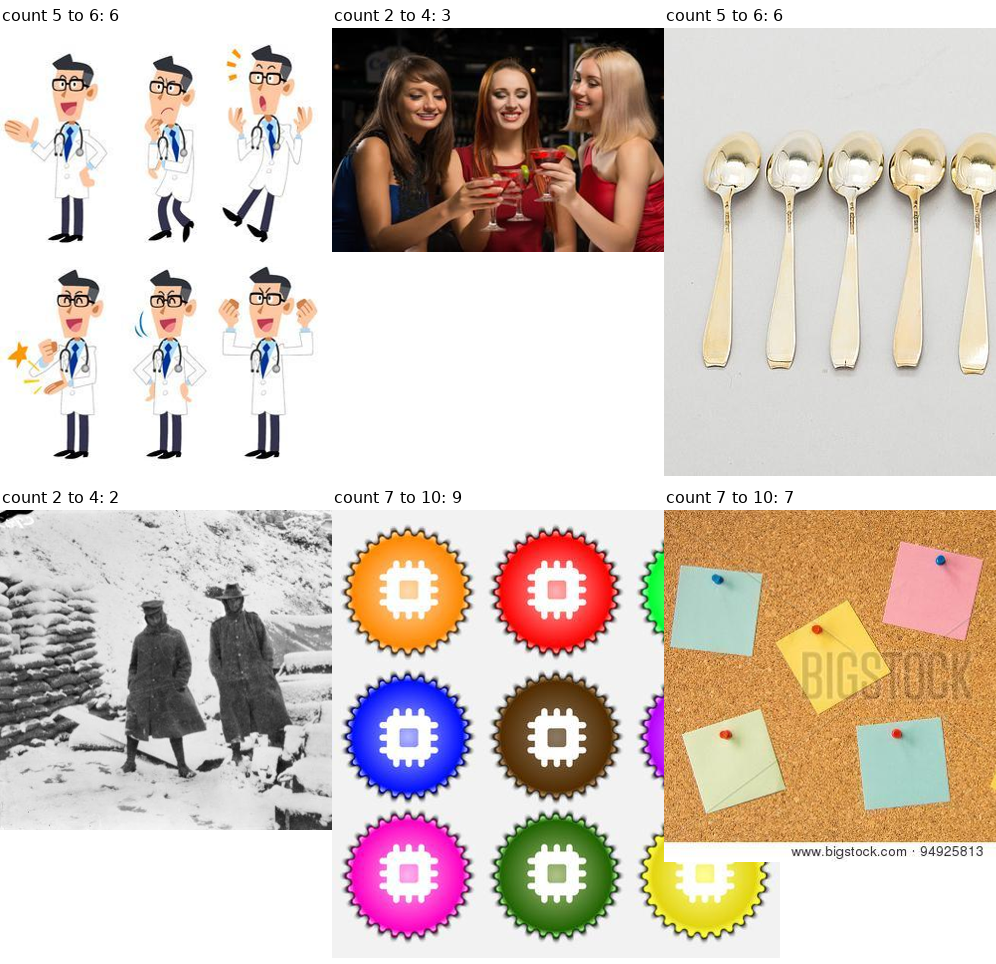 count 5 to 6: 6
count 2 to 4: 3
count 5 to 6: 6
count 2 to 4: 2
count 7 to 10: 9
count 7 to 10: 7
BIGSTOCK
www.bigstock.com · 94925813